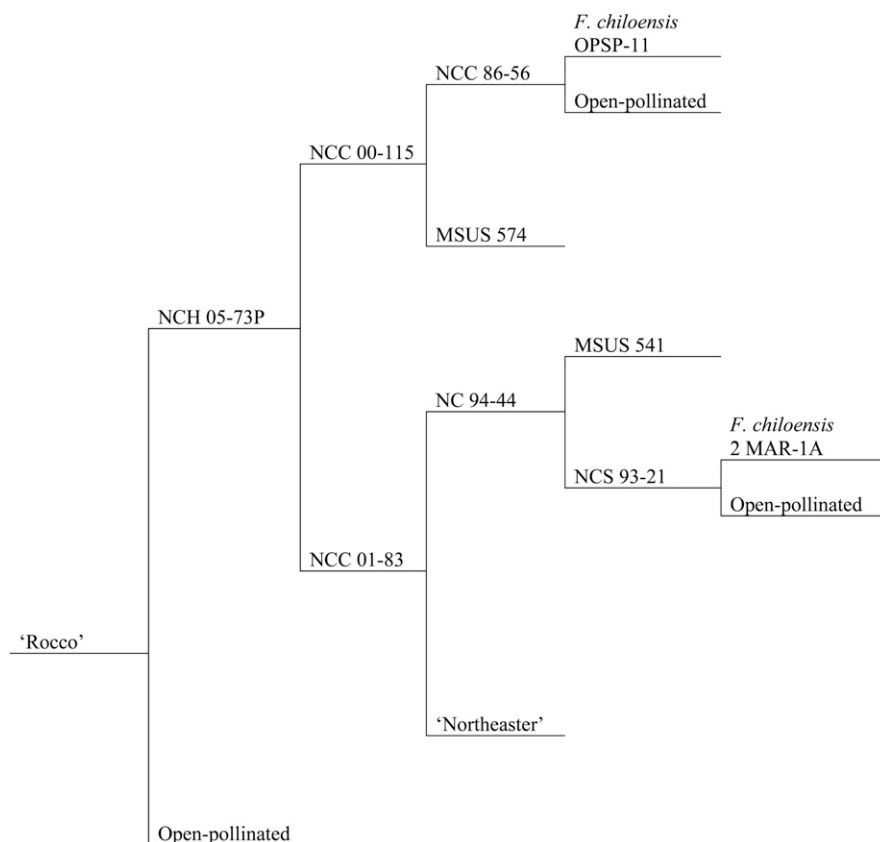 F. chiloensis
OPSP-11
NCC 86-56
Open-pollinated
NCC 00-115
MSUS 574
NCH 05-73P
MSUS 541
NC 94-44
F. chiloensis
2 MAR-1A
NCS 93-21
Open-pollinated
NCC 01-83
‘Rocco’
‘Northeaster’
Open-pollinated